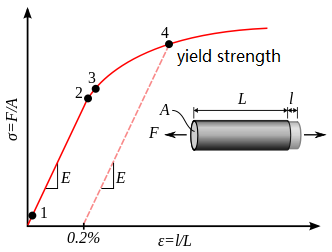 4
yield strength
3
2
L
l
A
F
F
σ=F/A
E
E
1
0.2%
ε=l/L